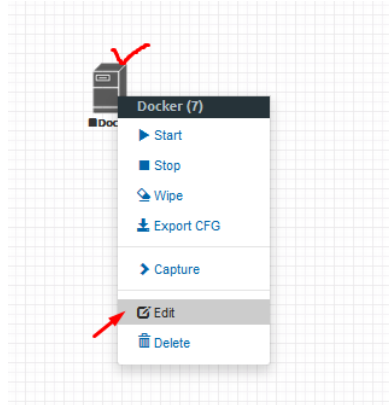 Doc
Docker (7)
Start
Stop
Wipe
Export CFG
Capture
Edit
Delete